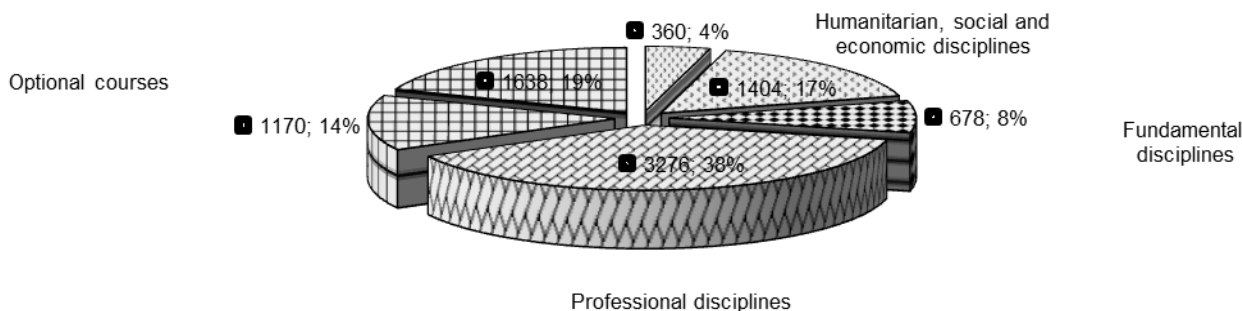 360; 4%
Humanitarian, social and
economic disciplines
Optional courses
1638; 19%
1404; 17%
1170; 14%
678; 8%
Fundamental
disciplines
3276; 38%
Professional disciplines